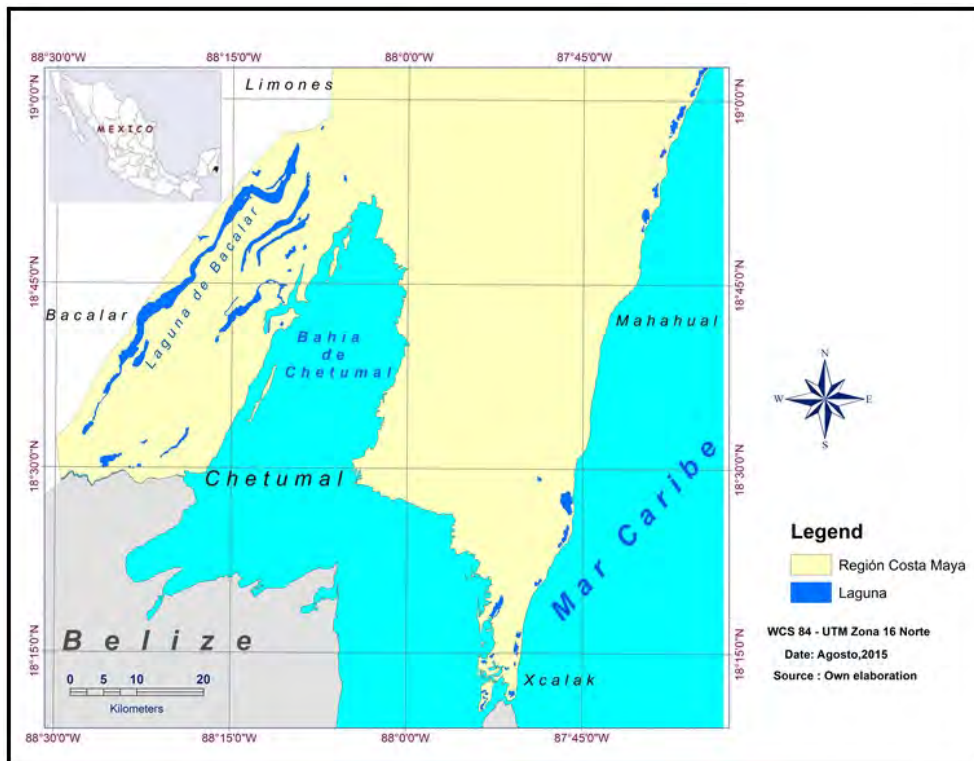 88°30'0"W 88°15'0"W 88°0'0"W 87°45'0"W
Limones
MEXICO
19°0'0"N
19°0'0"N
Laguna de Bacalar
18°45'0"N
18°45'0"N
Bacalar
Mahahual
Bahia
de
Chetumal
N
W E
S
18°30'0"N
18°30'0"N
Chetumal
Mar Caribe
Legend
Región Costa Maya
Laguna
WCS 84 - UTM Zona 16 Norte
Date: Agosto,2015
Source : Own elaboration
Belize
18°15'0"N
18°15'0"N
Xcalak
0 5 10 20
Kilometers
88°30'0"W 88°15'0"W 88°0'0"W 87°45'0"W